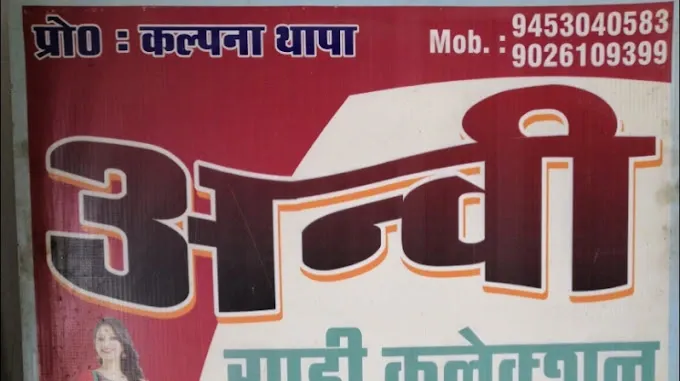 प्रो० : कल्पना थापा
Mob. : 9453040583
9026109399
अन्वी
साड़ी कलेक्शन